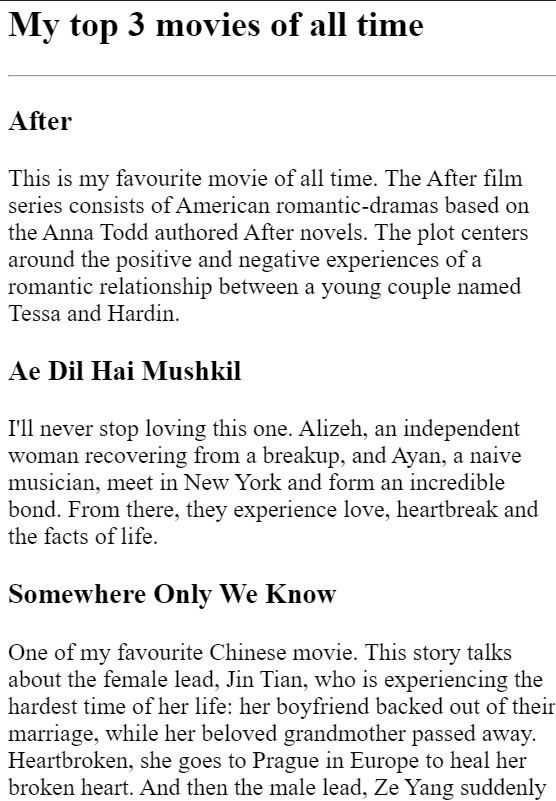 My top 3 movies of all time
After
This is my favourite movie of all time. The After film
series consists of American romantic-dramas based on
the Anna Todd authored After novels. The plot centers
around the positive and negative experiences of a
romantic relationship between a young couple named
Tessa and Hardin.
Ae Dil Hai Mushkil
I'll never stop loving this one. Alizeh, an independent
woman recovering from a breakup, and Ayan, a naive
musician, meet in New York and form an incredible
bond. From there, they experience love, heartbreak and
the facts of life.
Somewhere Only We Know
One of my favourite Chinese movie. This story talks
about the female lead, Jin Tian, who is experiencing the
hardest time of her life: her boyfriend backed out of their
marriage, while her beloved grandmother passed away.
Heartbroken, she goes to Prague in Europe to heal her
broken heart. And then the male lead, Ze Yang suddenly